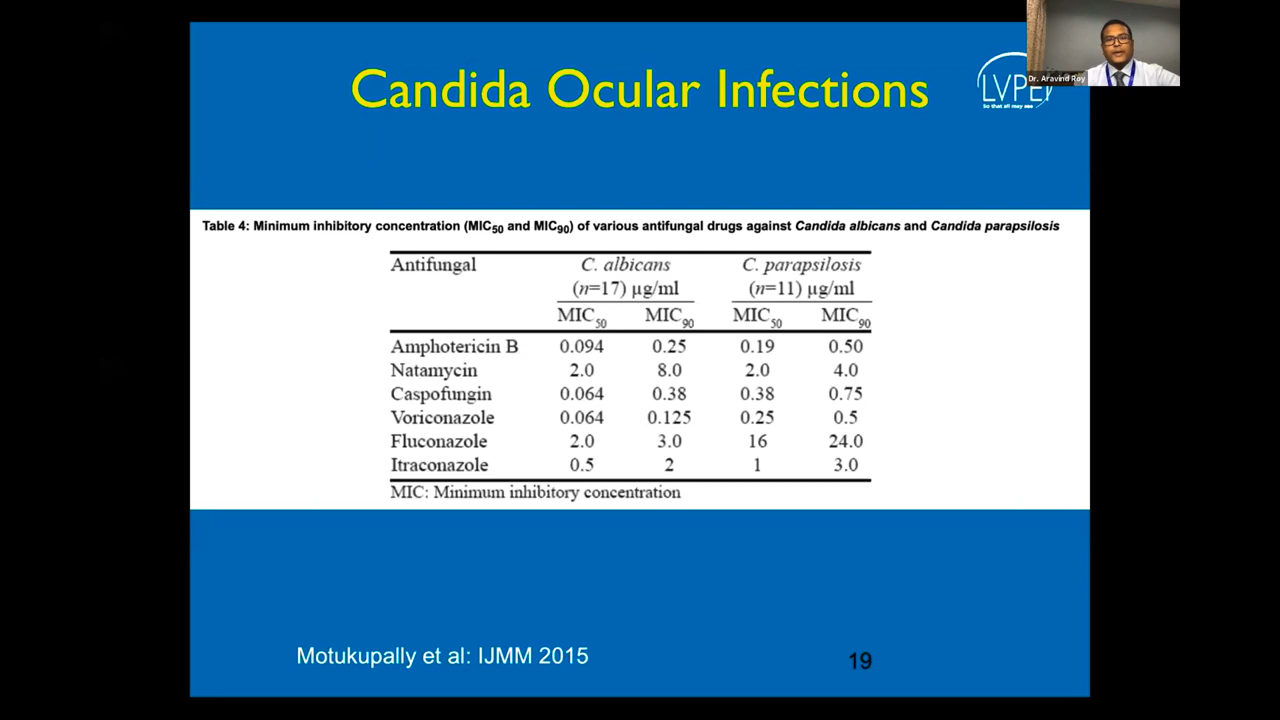 Candida Ocular Infections
LVPEI
So that all may see
Dr. Aravind Roy
Table 4: Minimum inhibitory concentration (MIC50 and MIC90) of various antifungal drugs against Candida albicans and Candida parapsilosis
Antifungal C. albicans C. parapsilosis
(n=17) µg/ml (n=11) µg/ml
MIC50 MIC90 MIC50 MIC90
Amphotericin B 0.094 0.25 0.19 0.50
Natamycin 2.0 8.0 2.0 4.0
Caspofungin 0.064 0.38 0.38 0.75
Voriconazole 0.064 0.125 0.25 0.5
Fluconazole 2.0 3.0 16 24.0
Itraconazole 0.5 2 1 3.0
MIC: Minimum inhibitory concentration
Motukupally et al: IJMM 2015
19